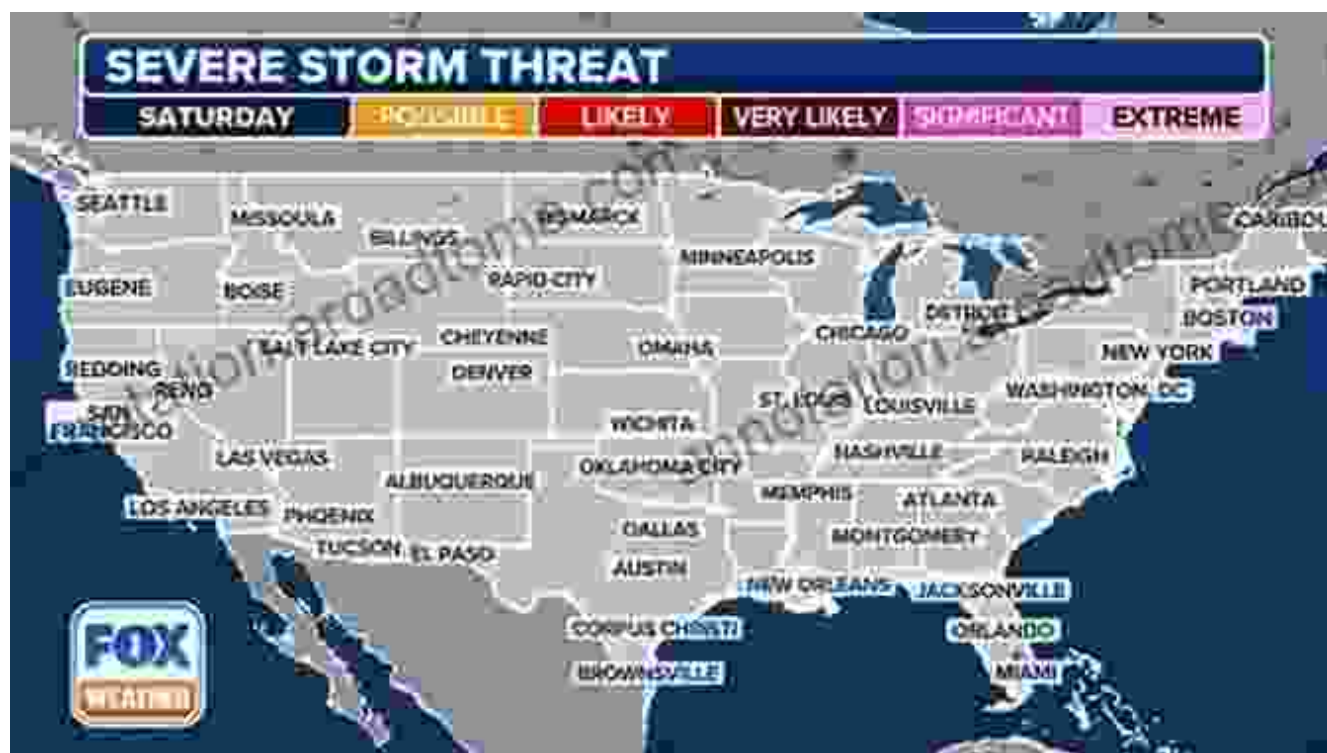 SEVERE STORM THREAT
SATURDAY POSSIBLE LIKELY VERY LIKELY SIGNIFICANT EXTREME
SEATTLE
MISSOULA
BILLINGS
BISMARCK
CARIBOU
MINNEAPOLIS
EUGENE
BOISE
RAPID CITY
PORTLAND
BOSTON
DETROIT
CHICAGO
SALT LAKE CITY
CHEYENNE
OMAHA
NEW YORK
REDDING
RENO
DENVER
WASHINGTON, DC
ST. LOUIS
LOUISVILLE
SAN
FRANCISCO
WICHITA
LAS VEGAS
ALBUQUERQUE
OKLAHOMA CITY
NASHVILLE
RALEIGH
LOS ANGELES
PHOENIX
MEMPHIS
ATLANTA
TUCSON
EL PASO
DALLAS
MONTGOMERY
AUSTIN
NEW ORLEANS
JACKSONVILLE
CORPUS CHRISTI
ORLANDO
BROWNSVILLE
MIAMI
FOX
WEATHER